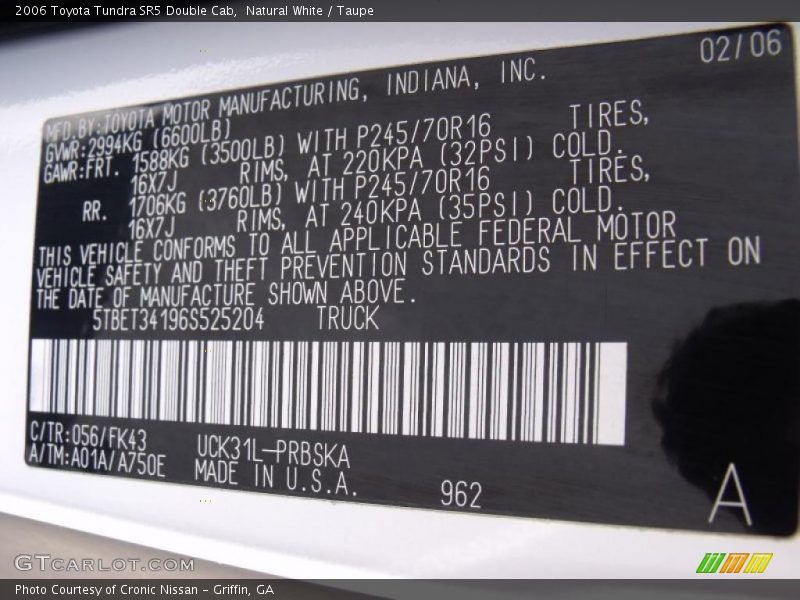 2006 Toyota Tundra SR5 Double Cab,  Natural White / Taupe
02/06
MFD.BY:TOYOTA MOTOR MANUFACTURING, INDIANA, INC.
GVWR:2994KG (6600LB)
GAWR:FRT. 1588KG (3500LB) WITH P245/70R16 TIRES,
16X7J RIMS, AT 220KPA (32PSI) COLD.
RR. 1706KG (3760LB) WITH P245/70R16 TIRES,
16X7J RIMS, AT 240KPA (35PSI) COLD.
THIS VEHICLE CONFORMS TO ALL APPLICABLE FEDERAL MOTOR
VEHICLE SAFETY AND THEFT PREVENTION STANDARDS IN EFFECT ON
THE DATE OF MANUFACTURE SHOWN ABOVE.
5TBET34196S525204 TRUCK
C/TR:056/FK43 UCK31L-PRBSKA
A/TM:A01A/A750E MADE IN U.S.A.
962
A
GTCARLOT.COM
Photo Courtesy of Cronic Nissan - Griffin, GA